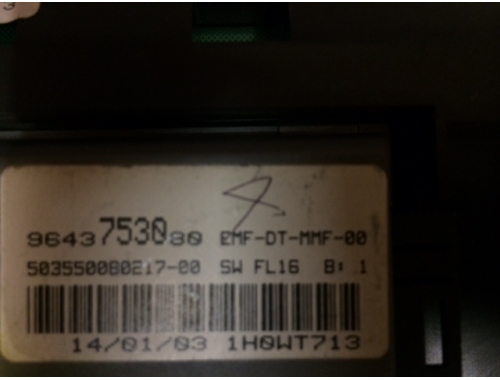 9643753080 EMF-DT-MMF-00
503550080217-00 SW FL16 B: 1
14/01/03 1H0WT713